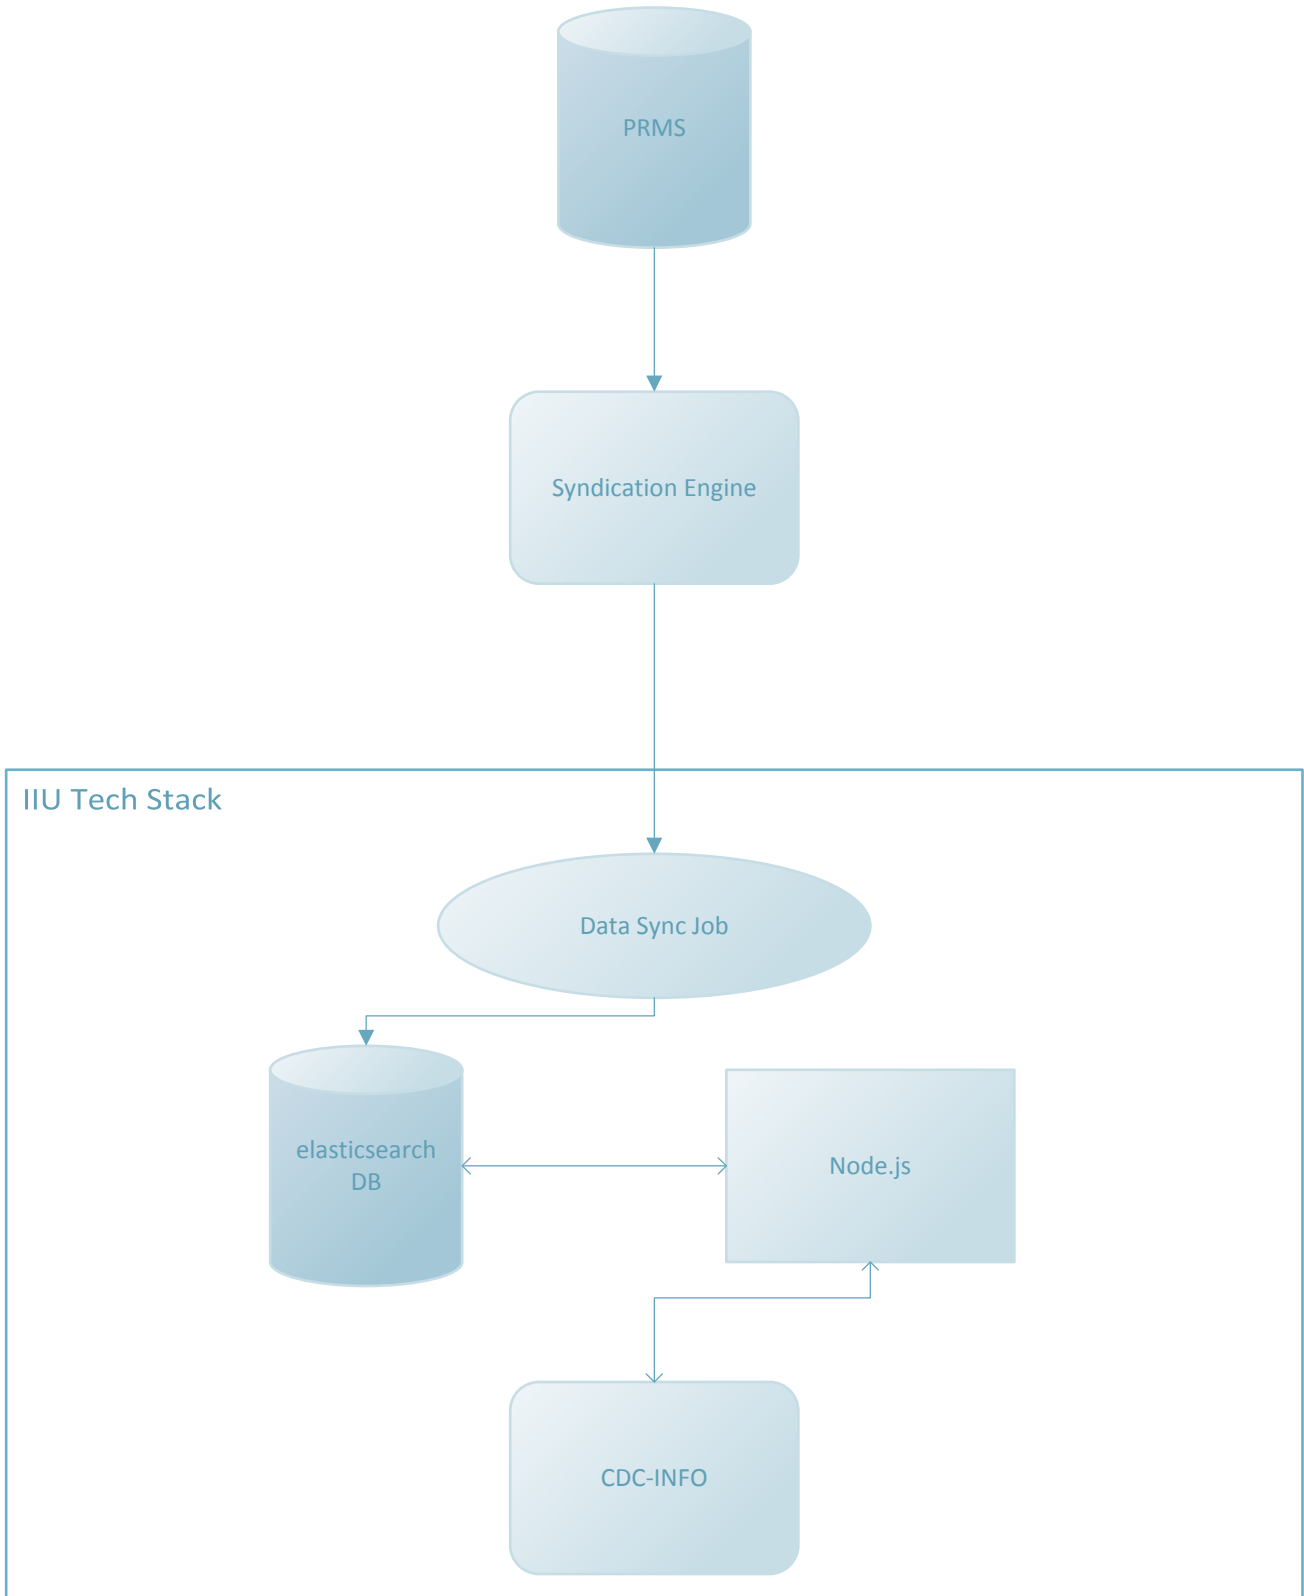 PRMS
Syndication Engine
IIU Tech Stack
Data Sync Job
elasticsearch
DB
Node.js
CDC-INFO